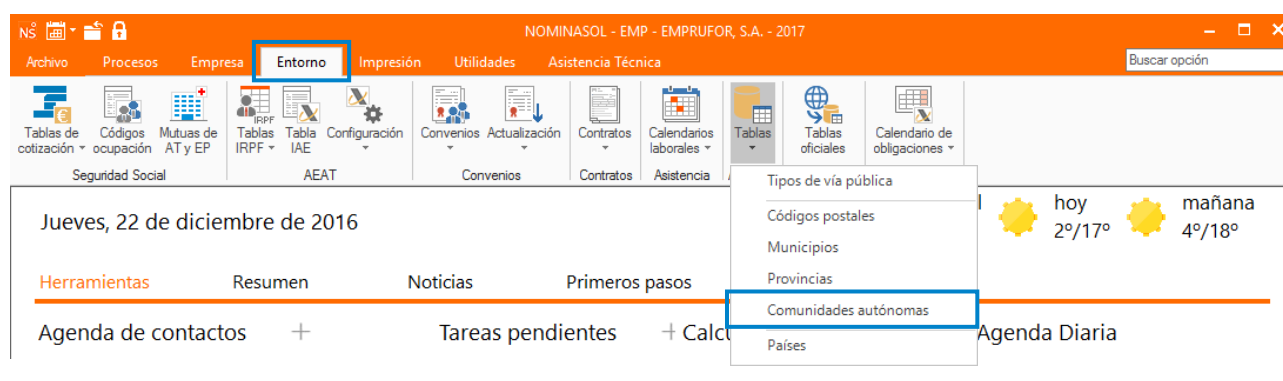 NS NOMINASOL - EMP - EMPRUFOR, S.A. - 2017
Archivo Procesos Empresa Entorno Impresión Utilidades Asistencia Técnica Buscar opción
Tablas de cotización
Códigos ocupación
Mutuas de AT y EP
IRPF
Tablas IRPF
Tabla IAE
Configuración
Convenios
Actualización
Contratos
Calendarios laborales
Tablas
Tablas oficiales
Calendario de obligaciones
Seguridad Social AEAT Convenios Contratos Asistencia
Tipos de vía pública
Códigos postales
Municipios
Provincias
Comunidades autónomas
Países
Jueves, 22 de diciembre de 2016
hoy
2º/17º
mañana
4º/18º
Herramientas Resumen Noticias Primeros pasos
Agenda de contactos + Tareas pendientes + Calc Agenda Diaria